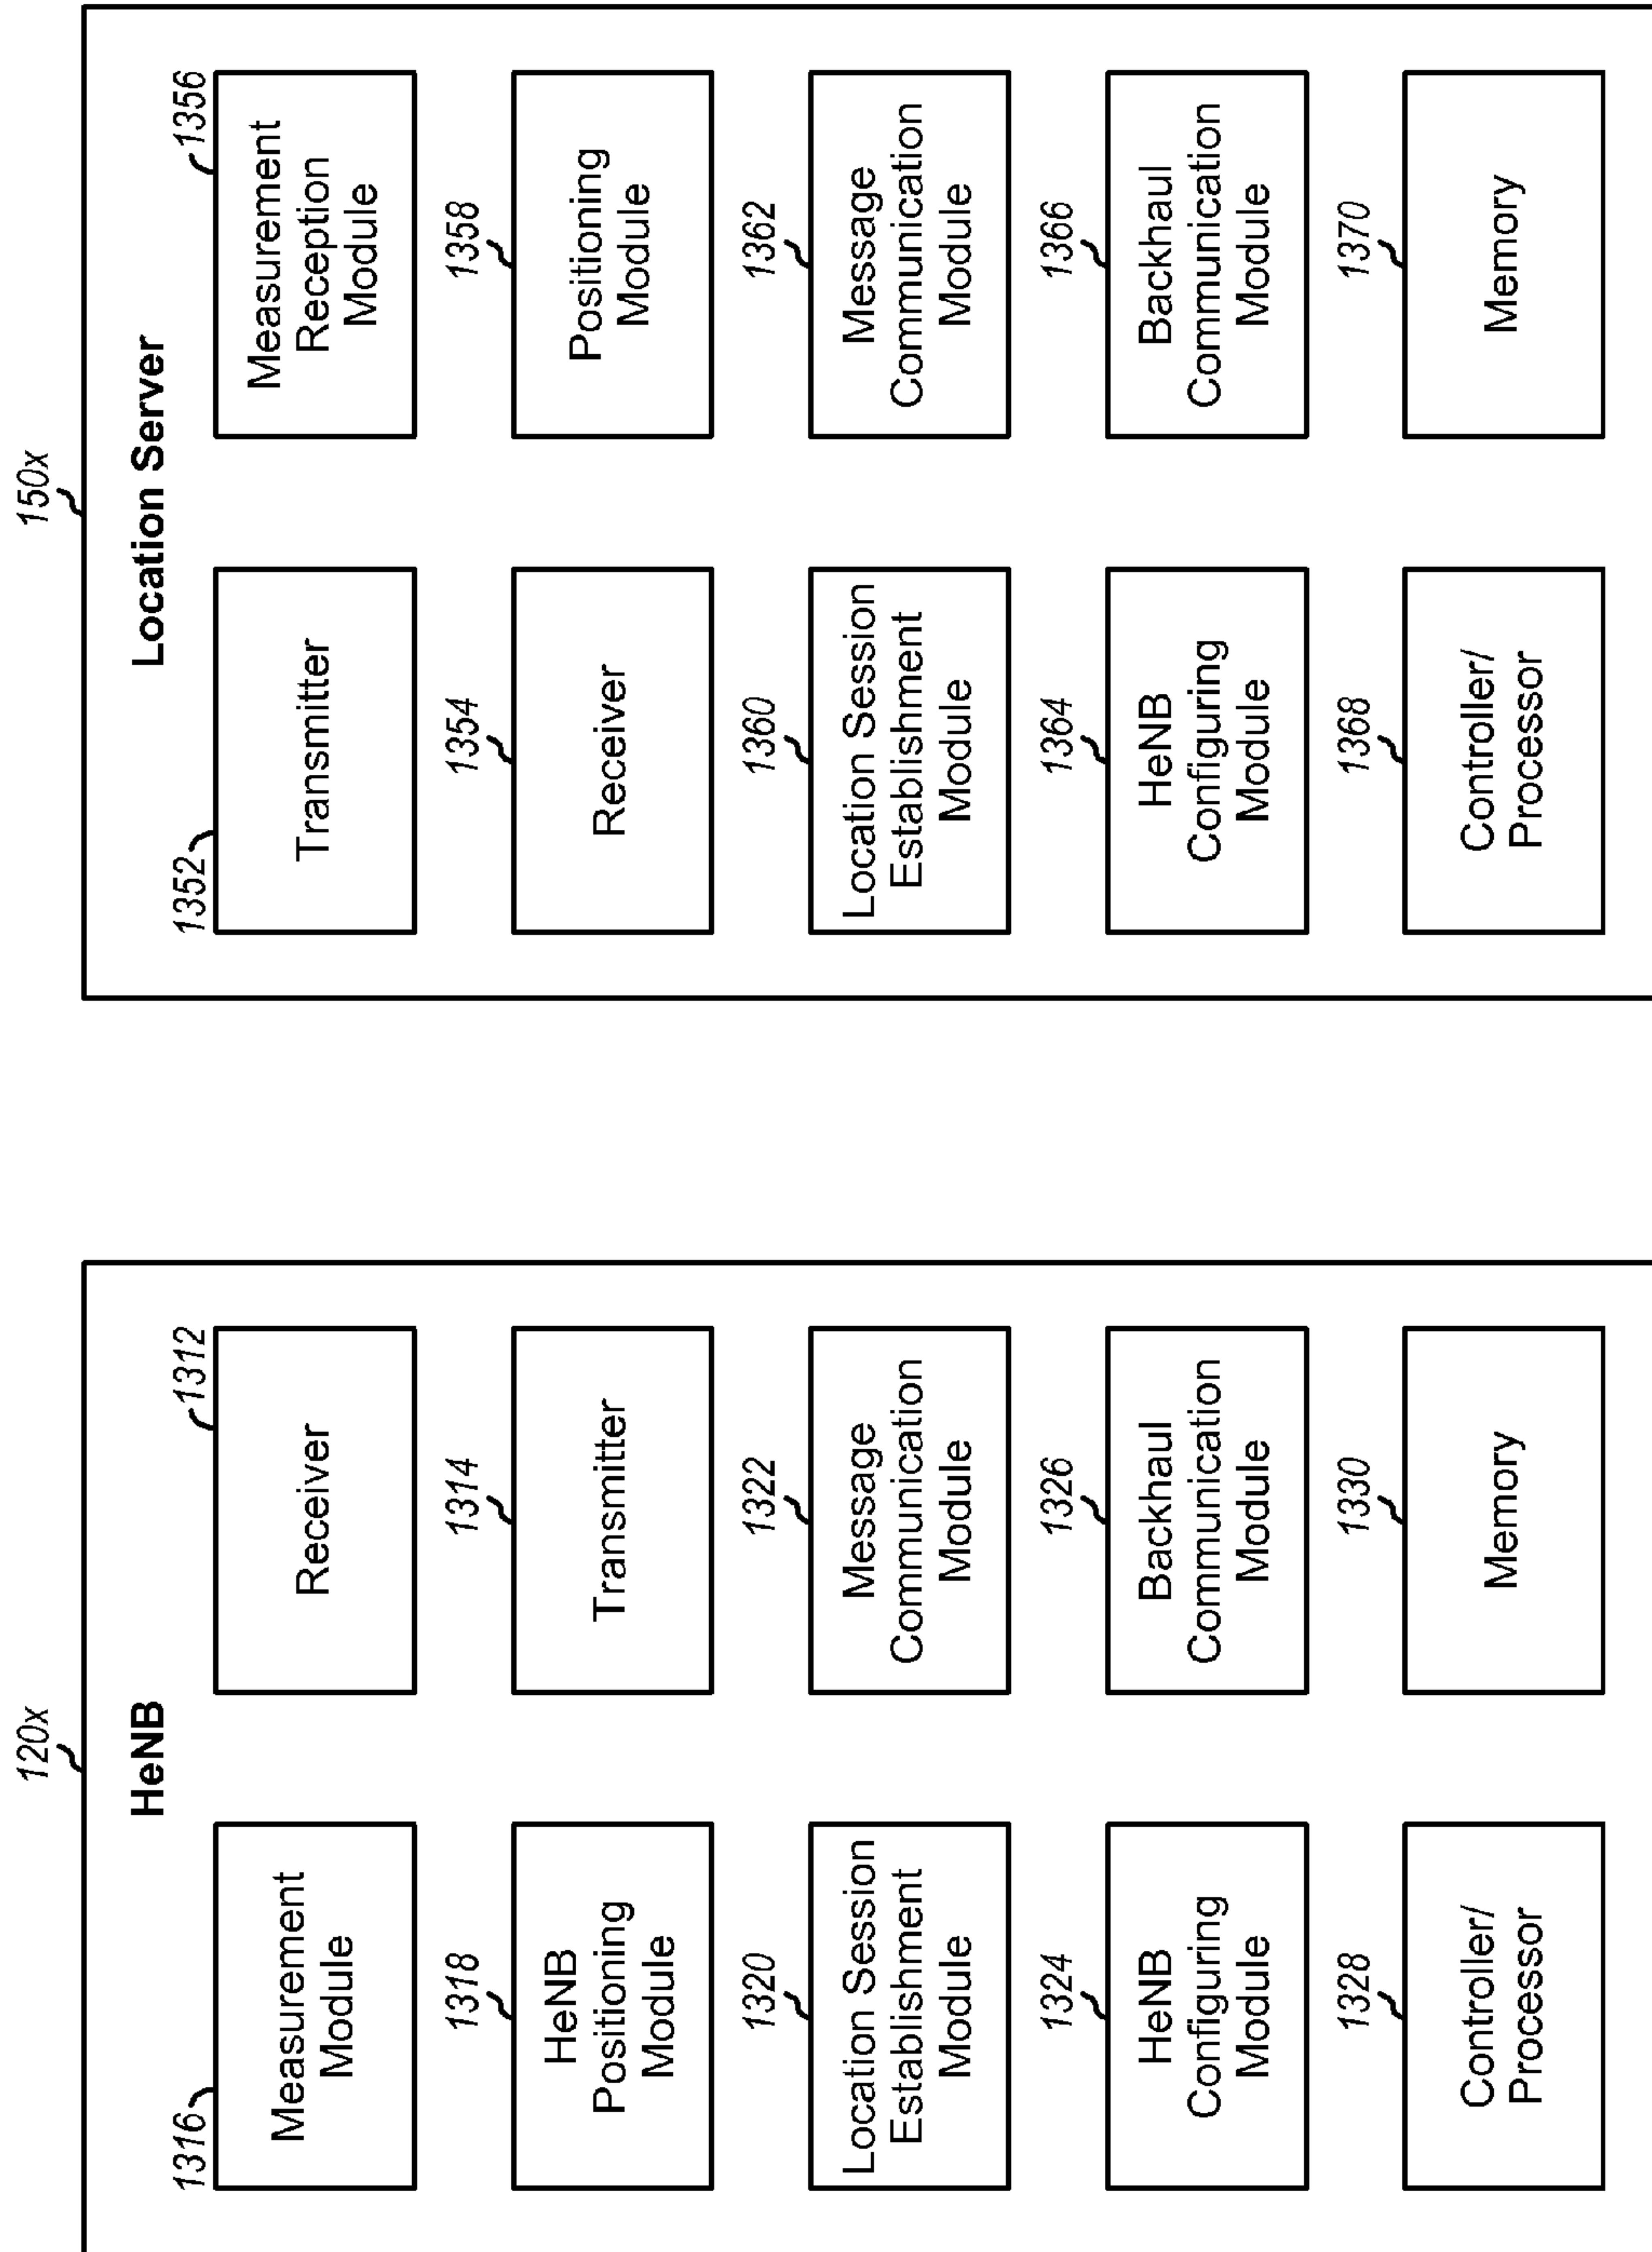 120x
HeNB
1316
Measurement
Module
1312
Receiver
1318
HeNB
Positioning
Module
1314
Transmitter
1320
Location Session
Establishment
Module
1322
Message
Communication
Module
1324
HeNB
Configuring
Module
1326
Backhaul
Communication
Module
1328
Controller/
Processor
1330
Memory
150x
Location Server
1352
Transmitter
1356
Measurement
Reception
Module
1354
Receiver
1358
Positioning
Module
1360
Location Session
Establishment
Module
1362
Message
Communication
Module
1364
HeNB
Configuring
Module
1366
Backhaul
Communication
Module
1368
Controller/
Processor
1370
Memory